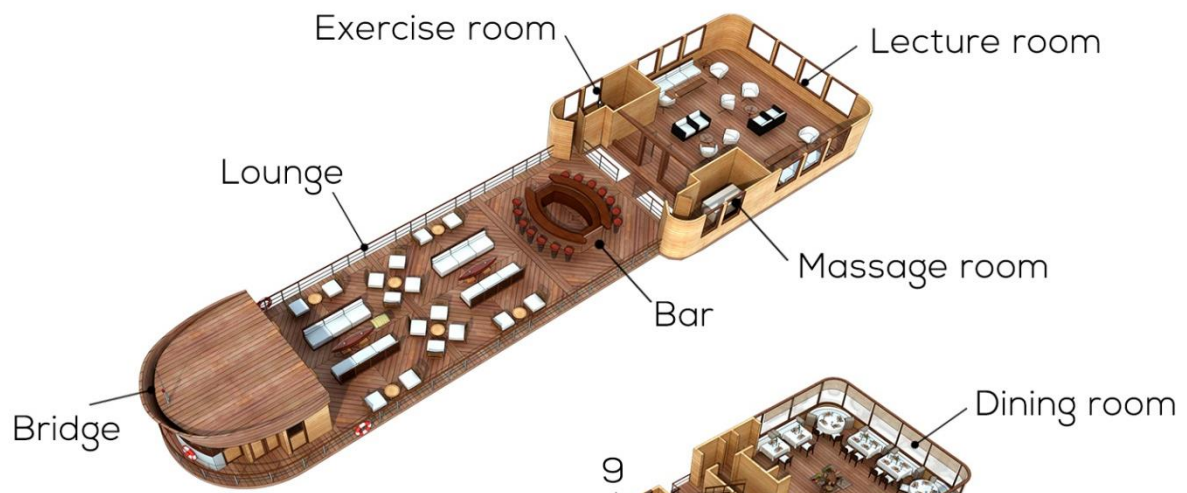 Exercise room
Lecture room
Lounge
Massage room
Bar
Dining room
Bridge
9